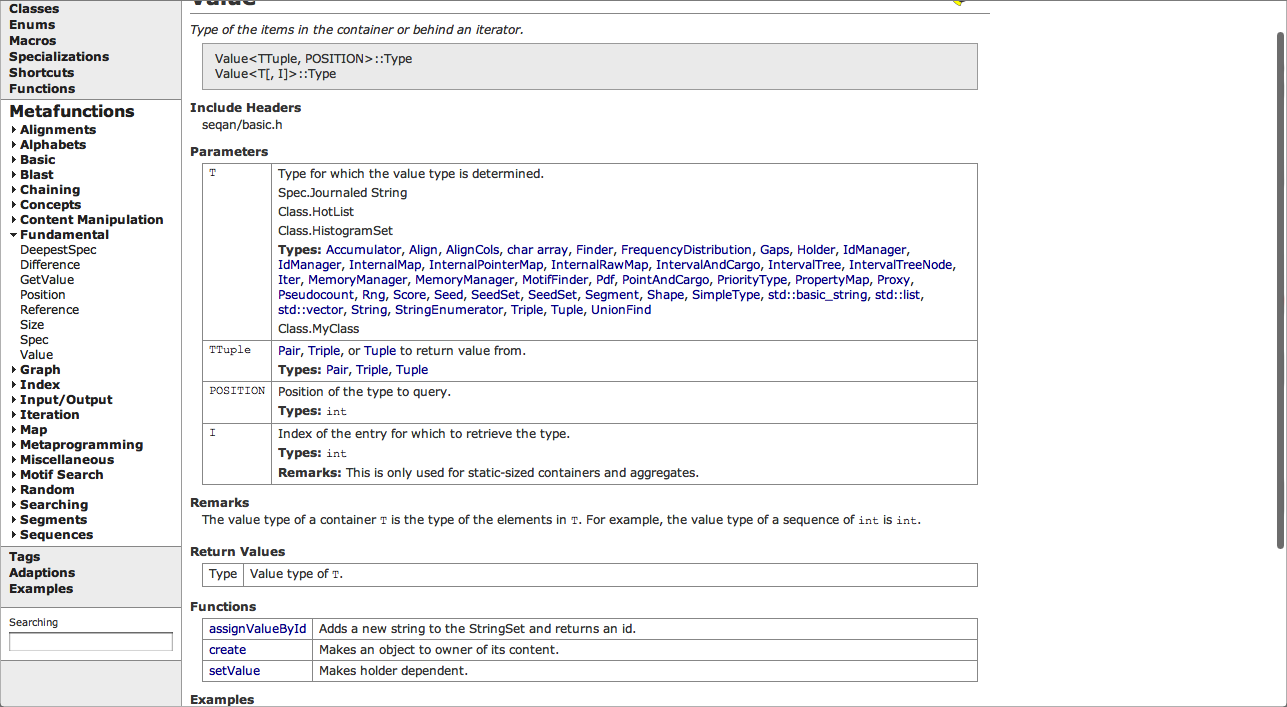 Classes
Enums
Macros
Specializations
Shortcuts
Functions
Metafunctions
Alignments
Alphabets
Basic
Blast
Chaining
Concepts
Content Manipulation
Fundamental
DeepestSpec
Difference
GetValue
Position
Reference
Size
Spec
Value
Graph
Index
Input/Output
Iteration
Map
Metaprogramming
Miscellaneous
Motif Search
Random
Searching
Segments
Sequences
Tags
Adaptions
Examples
Searching
Value
Type of the items in the container or behind an iterator.
Value<TTuple, POSITION>::Type
Value<T[, I]>::Type
Include Headers
seqan/basic.h
Parameters
T
Type for which the value type is determined.
Spec.Journaled String
Class.HotList
Class.HistogramSet
Types: Accumulator, Align, AlignCols, char array, Finder, FrequencyDistribution, Gaps, Holder, IdManager,
IdManager, InternalMap, InternalPointerMap, InternalRawMap, IntervalAndCargo, IntervalTree, IntervalTreeNode,
Iter, MemoryManager, MemoryManager, MotifFinder, Pdf, PointAndCargo, PriorityType, PropertyMap, Proxy,
Pseudocount, Rng, Score, Seed, SeedSet, SeedSet, Segment, Shape, SimpleType, std::basic_string, std::list,
std::vector, String, StringEnumerator, Triple, Tuple, UnionFind
Class.MyClass
TTuple
Pair, Triple, or Tuple to return value from.
Types: Pair, Triple, Tuple
POSITION
Position of the type to query.
Types: int
I
Index of the entry for which to retrieve the type.
Types: int
Remarks: This is only used for static-sized containers and aggregates.
Remarks
The value type of a container T is the type of the elements in T. For example, the value type of a sequence of int is int.
Return Values
Type Value type of T.
Functions
assignValueById Adds a new string to the StringSet and returns an id.
create Makes an object to owner of its content.
setValue Makes holder dependent.
Examples